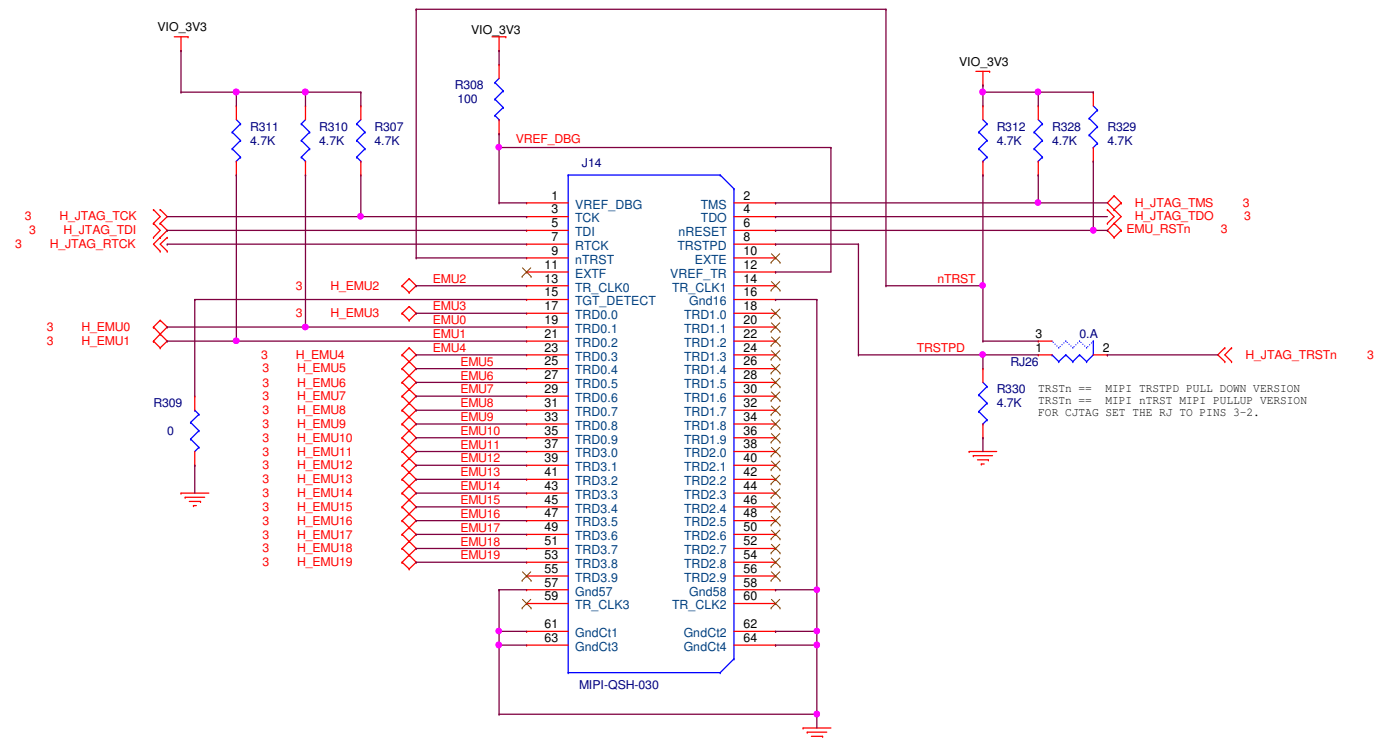 VIO_3V3
VIO_3V3
VIO_3V3
R308
100
R311
4.7K
R310
4.7K
R307
4.7K
R312
4.7K
R328
4.7K
R329
4.7K
VREF_DBG
J14
3 H_JTAG_TCK
3 H_JTAG_TDI
3 H_JTAG_RTCK
1 VREF_DBG TMS 2
3 TCK TDO 4
5 TDI nRESET 6
7 RTCK TRSTPD 8
9 nTRST EXTE 10
11 EXTF VREF_TR 12
13 TR_CLK0 TR_CLK1 14
15 TGT_DETECT Gnd16 16
17 TRD0.0 TRD1.0 18
19 TRD0.1 TRD1.1 20
21 TRD0.2 TRD1.2 22
23 TRD0.3 TRD1.3 24
25 TRD0.4 TRD1.4 26
27 TRD0.5 TRD1.5 28
29 TRD0.6 TRD1.6 30
31 TRD0.7 TRD1.7 32
33 TRD0.8 TRD1.8 34
35 TRD0.9 TRD1.9 36
37 TRD3.0 TRD2.0 38
39 TRD3.1 TRD2.1 40
41 TRD3.2 TRD2.2 42
43 TRD3.3 TRD2.3 44
45 TRD3.4 TRD2.4 46
47 TRD3.5 TRD2.5 48
49 TRD3.6 TRD2.6 50
51 TRD3.7 TRD2.7 52
53 TRD3.8 TRD2.8 54
55 TRD3.9 TRD2.9 56
57 Gnd57 Gnd58 58
59 TR_CLK3 TR_CLK2 60
61 GndCt1 GndCt2 62
63 GndCt3 GndCt4 64
MIPI-QSH-030
H_JTAG_TMS 3
H_JTAG_TDO 3
EMU_RSTn 3
3 H_EMU2 EMU2
3 H_EMU3 EMU3
3 H_EMU0 EMU0
3 H_EMU1 EMU1
3 H_EMU4 EMU4
3 H_EMU5 EMU5
3 H_EMU6 EMU6
3 H_EMU7 EMU7
3 H_EMU8 EMU8
3 H_EMU9 EMU9
3 H_EMU10 EMU10
3 H_EMU11 EMU11
3 H_EMU12 EMU12
3 H_EMU13 EMU13
3 H_EMU14 EMU14
3 H_EMU15 EMU15
3 H_EMU16 EMU16
3 H_EMU17 EMU17
3 H_EMU18 EMU18
3 H_EMU19 EMU19
R309
0
nTRST
TRSTPD
3 0.A
1 2
RJ26
H_JTAG_TRSTn 3
R330
4.7K
TRSTn == MIPI TRSTPD PULL DOWN VERSION
TRSTn == MIPI nTRST MIPI PULLUP VERSION
FOR CJTAG SET THE RJ TO PINS 3-2.